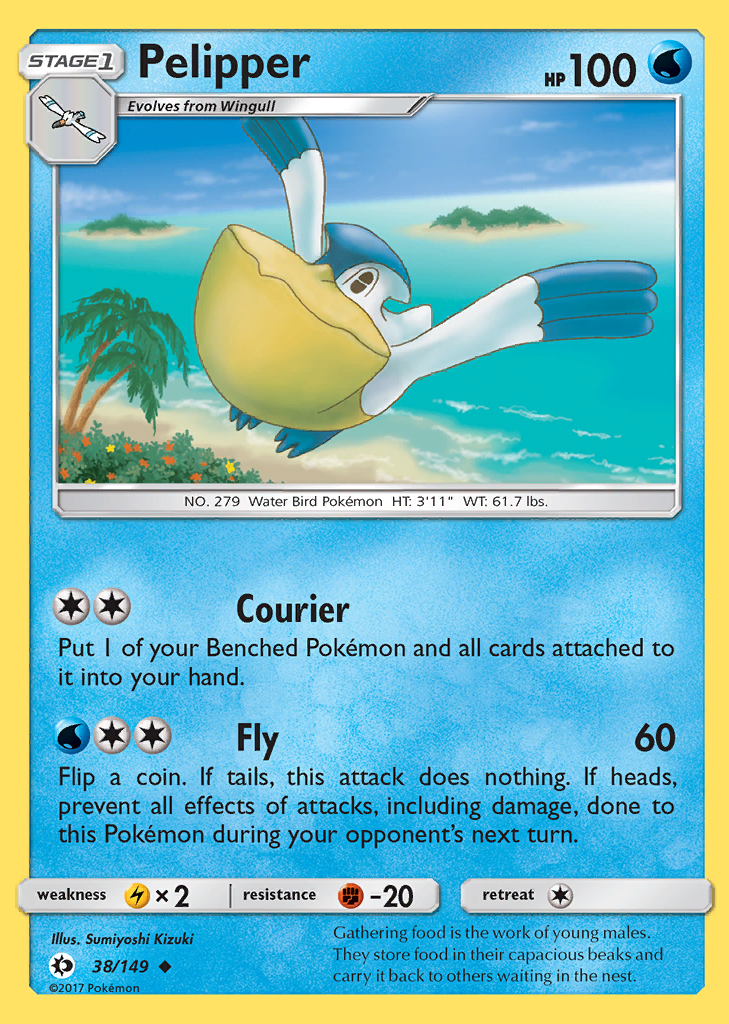 STAGE1 Pelipper HP 100
Evolves from Wingull
NO. 279 Water Bird Pokémon HT: 3'11" WT: 61.7 lbs.
Courier
Put 1 of your Benched Pokémon and all cards attached to
it into your hand.
Fly 60
Flip a coin. If tails, this attack does nothing. If heads,
prevent all effects of attacks, including damage, done to
this Pokémon during your opponent's next turn.
weakness ×2 resistance -20 retreat
Illus. Sumiyoshi Kizuki
38/149
©2017 Pokémon
Gathering food is the work of young males.
They store food in their capacious beaks and
carry it back to others waiting in the nest.